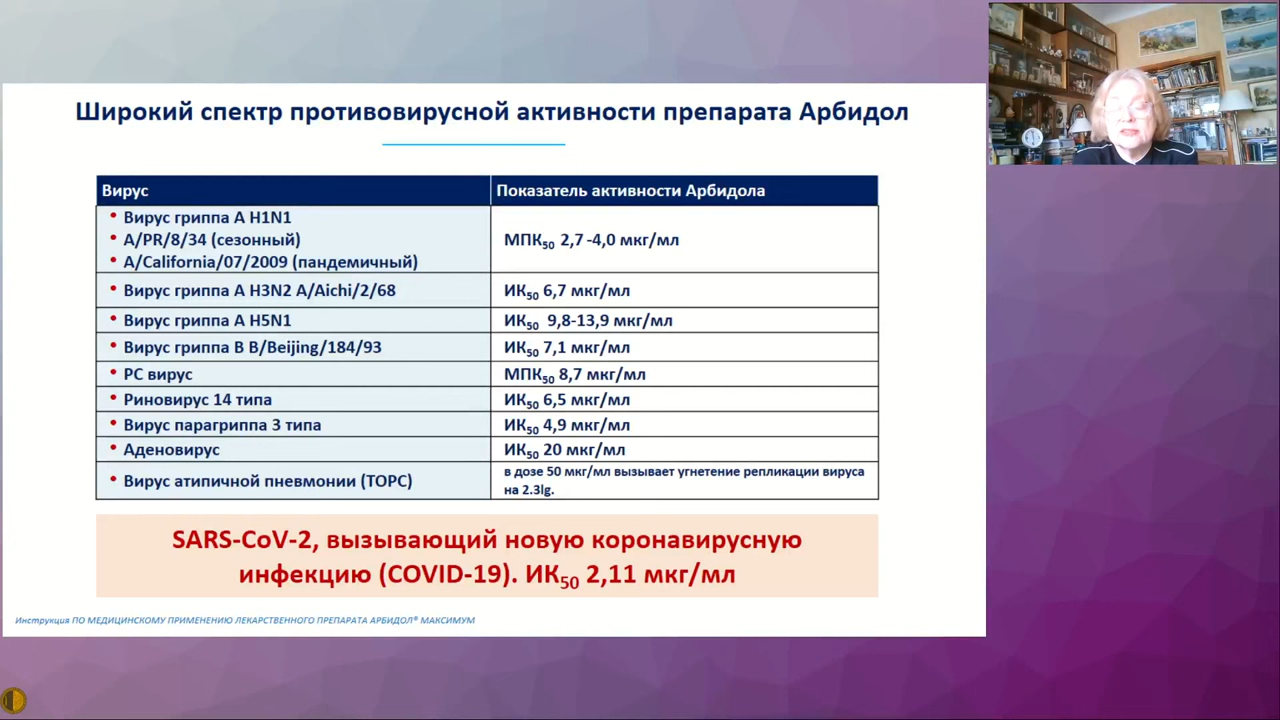 Широкий спектр противовирусной активности препарата Арбидол
Вирус
Показатель активности Арбидола
• Вирус гриппа А H1N1
• A/PR/8/34 (сезонный)
• A/California/07/2009 (пандемичный)
МПК50 2,7 -4,0 мкг/мл
• Вирус гриппа А H3N2 A/Aichi/2/68
ИК50 6,7 мкг/мл
• Вирус гриппа А H5N1
ИК50 9,8-13,9 мкг/мл
• Вирус гриппа В B/Beijing/184/93
ИК50 7,1 мкг/мл
• РС вирус
МПК50 8,7 мкг/мл
• Риновирус 14 типа
ИК50 6,5 мкг/мл
• Вирус парагриппа 3 типа
ИК50 4,9 мкг/мл
• Аденовирус
ИК50 20 мкг/мл
• Вирус атипичной пневмонии (ТОРС)
в дозе 50 мкг/мл вызывает угнетение репликации вируса
на 2.3lg.
SARS-CoV-2, вызывающий новую коронавирусную
инфекцию (COVID-19). ИК50 2,11 мкг/мл
Инструкция ПО МЕДИЦИНСКОМУ ПРИМЕНЕНИЮ ЛЕКАРСТВЕННОГО ПРЕПАРАТА АРБИДОЛ® МАКСИМУМ